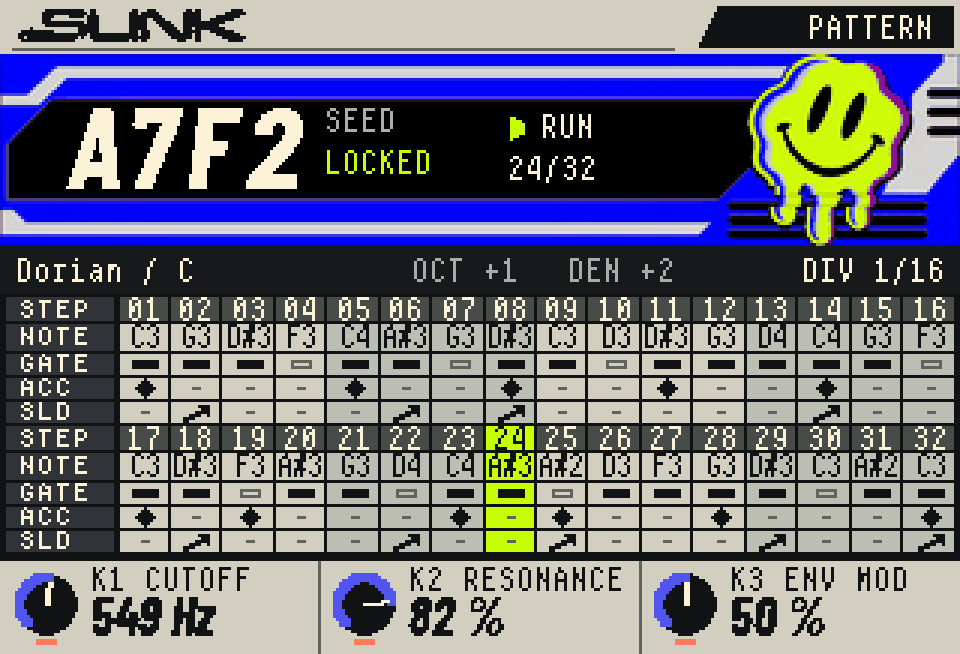 SLINK
PATTERN
A7F2
SEED
LOCKED
RUN
24/32
Dorian / C OCT +1 DEN +2 DIV 1/16
STEP 01 02 03 04 05 06 07 08 09 10 11 12 13 14 15 16
NOTE C3 G3 D#3 F3 C4 A#3 G3 D#3 C3 D3 D#3 G3 D4 C4 G3 F3
GATE
ACC - - - - - - - - - - -
SLD - - - - - - - - - - - -
STEP 17 18 19 20 21 22 23 24 25 26 27 28 29 30 31 32
NOTE C3 D#3 F3 A#3 G3 D4 C4 A#3 A#2 D3 F3 G3 D#3 C3 A#2 C3
GATE
ACC - - - - - - - - - -
SLD - - - - - - - - - - -
K1 CUTOFF
549 Hz
K2 RESONANCE
82 %
K3 ENV MOD
50 %